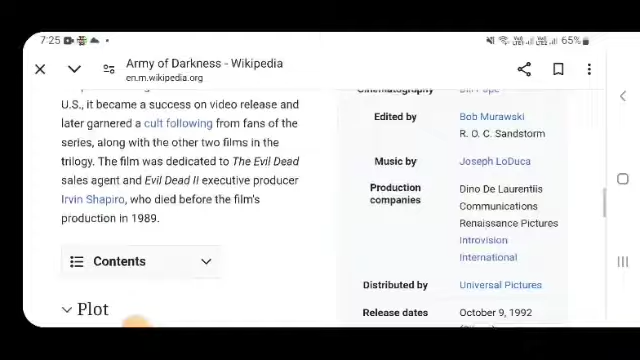 7:25
65%
Army of Darkness - Wikipedia
en.m.wikipedia.org
U.S., it became a success on video release and
later garnered a cult following from fans of the
series, along with the other two films in the
trilogy. The film was dedicated to The Evil Dead
sales agent and Evil Dead II executive producer
Irvin Shapiro, who died before the film's
production in 1989.
Contents
Plot
Cinematography
Edited by
Bob Murawski
R. O. C. Sandstorm
Music by
Joseph LoDuca
Production
companies
Dino De Laurentiis
Communications
Renaissance Pictures
Introvision
International
Distributed by
Universal Pictures
Release dates
October 9, 1992